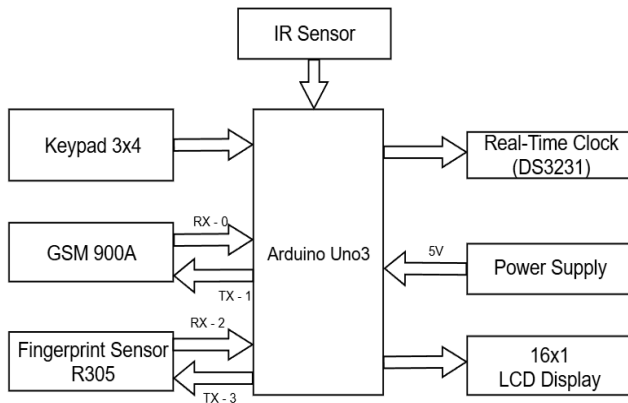 IR Sensor
Keypad 3x4
GSM 900A
Fingerprint Sensor
R305
RX - 0
TX - 1
RX - 2
TX - 3
Arduino Uno3
Real-Time Clock
(DS3231)
5V
Power Supply
16x1
LCD Display